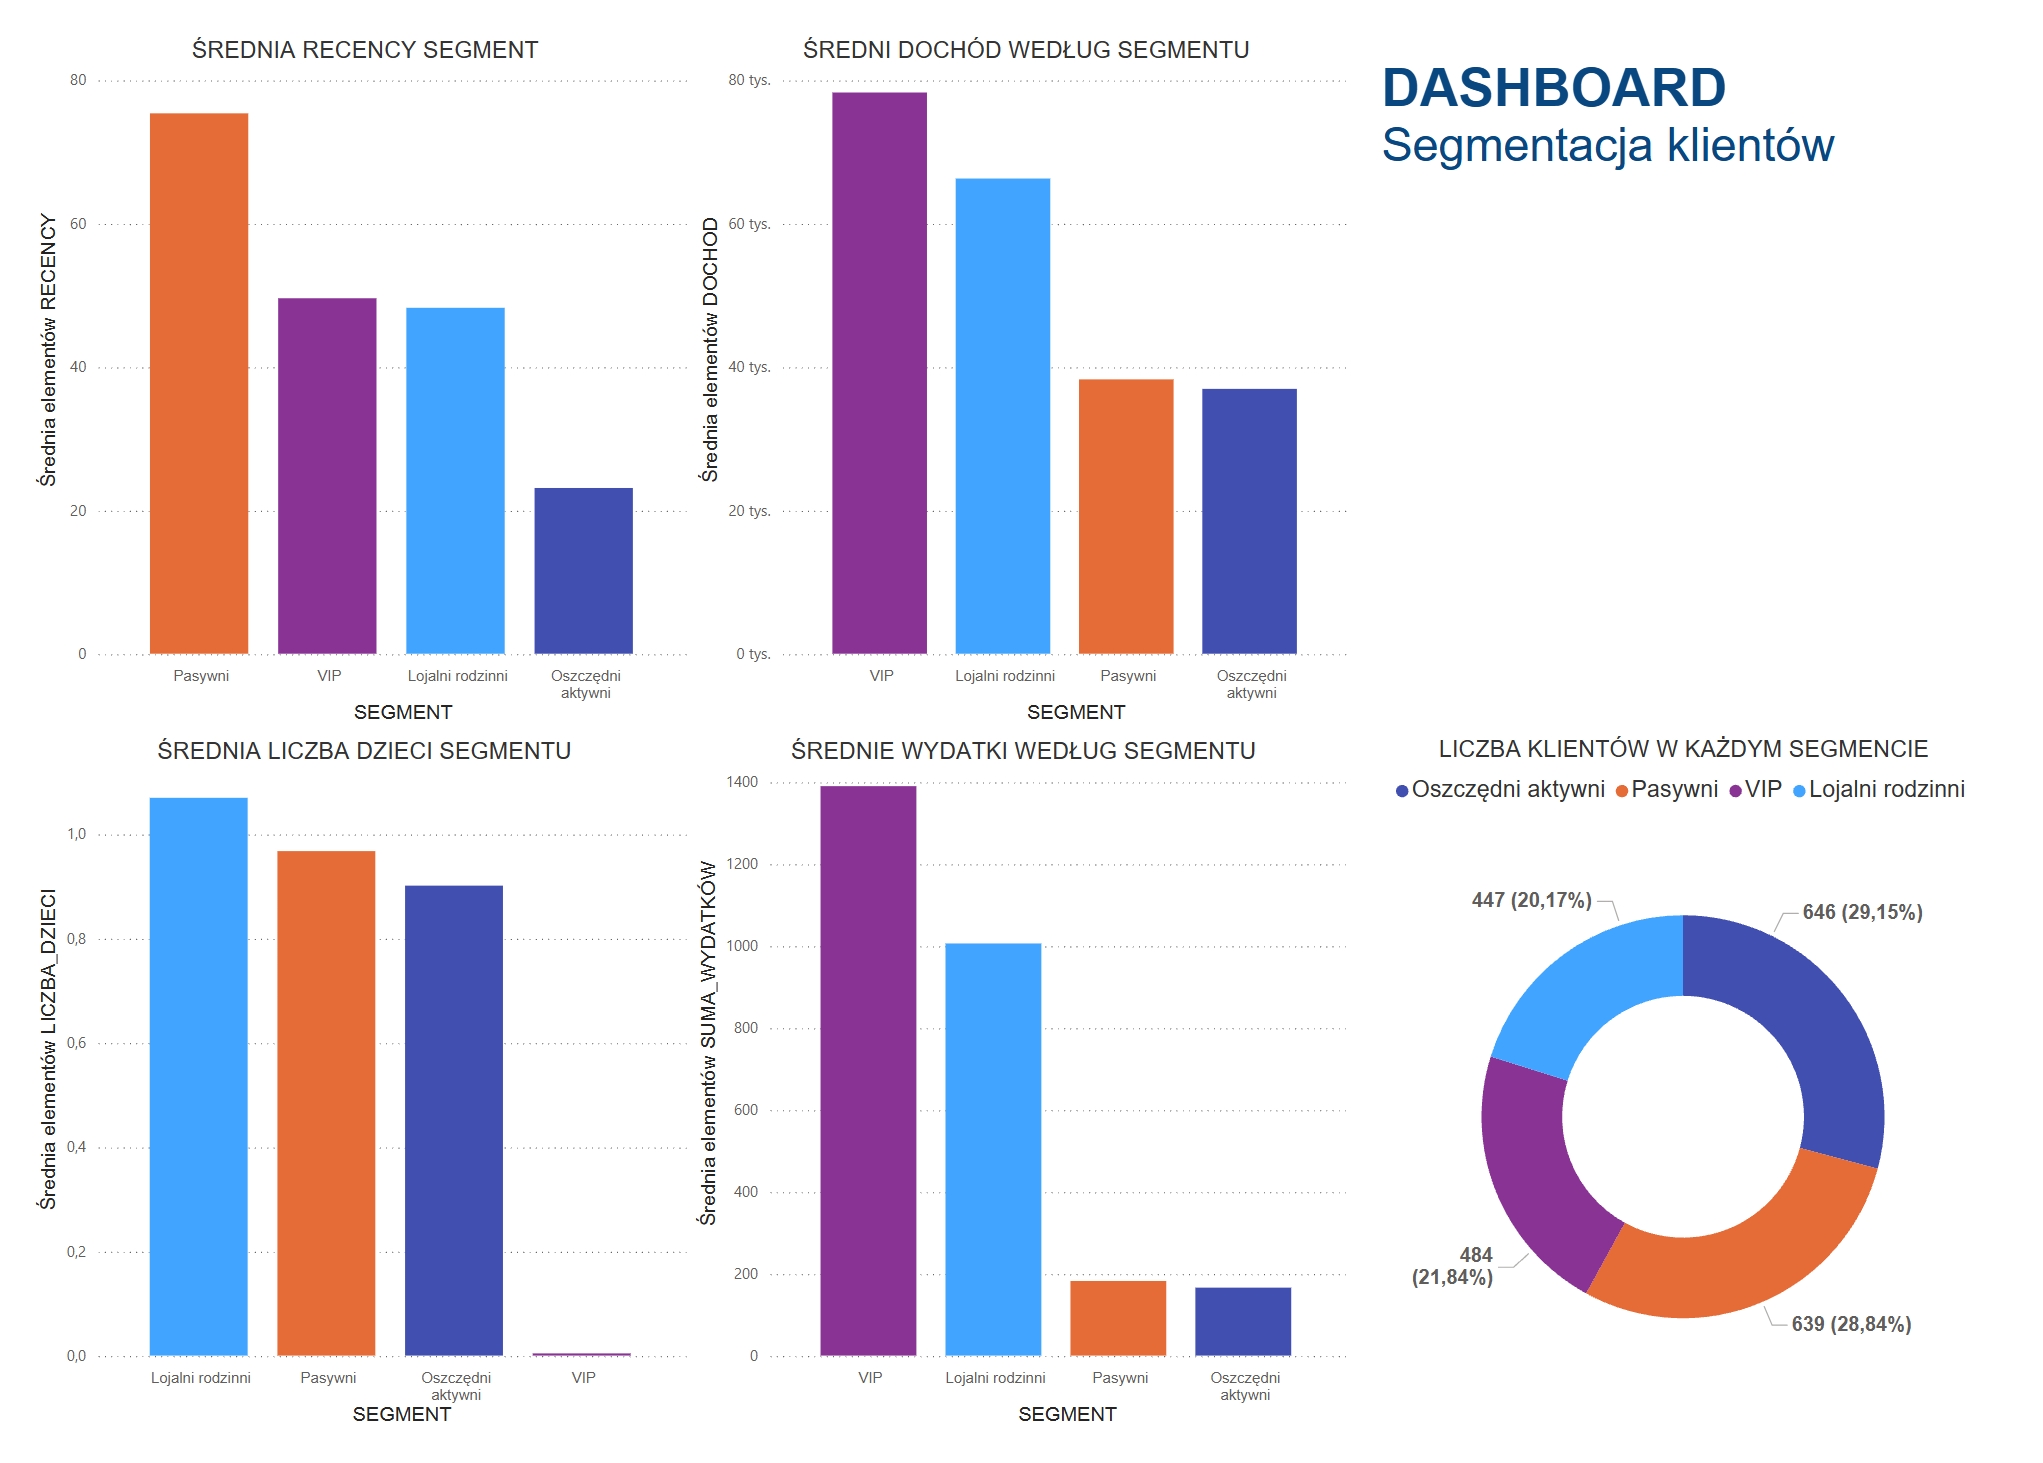 DASHBOARD
Segmentacja klientów
ŚREDNIA RECENCY SEGMENT
Średnia elementów RECENCY
80
60
40
20
0
Pasywni
VIP
Lojalni rodzinni
Oszczędni
aktywni
SEGMENT
ŚREDNI DOCHÓD WEDŁUG SEGMENTU
Średnia elementów DOCHOD
80 tys.
60 tys.
40 tys.
20 tys.
0 tys.
VIP
Lojalni rodzinni
Pasywni
Oszczędni
aktywni
SEGMENT
ŚREDNIA LICZBA DZIECI SEGMENTU
Średnia elementów LICZBA_DZIECI
1,0
0,8
0,6
0,4
0,2
0,0
Lojalni rodzinni
Pasywni
Oszczędni
aktywni
VIP
SEGMENT
ŚREDNIE WYDATKI WEDŁUG SEGMENTU
Średnia elementów SUMA_WYDATKÓW
1400
1200
1000
800
600
400
200
0
VIP
Lojalni rodzinni
Pasywni
Oszczędni
aktywni
SEGMENT
LICZBA KLIENTÓW W KAŻDYM SEGMENCIE
Oszczędni aktywni Pasywni VIP Lojalni rodzinni
447 (20,17%)
646 (29,15%)
484
(21,84%)
639 (28,84%)